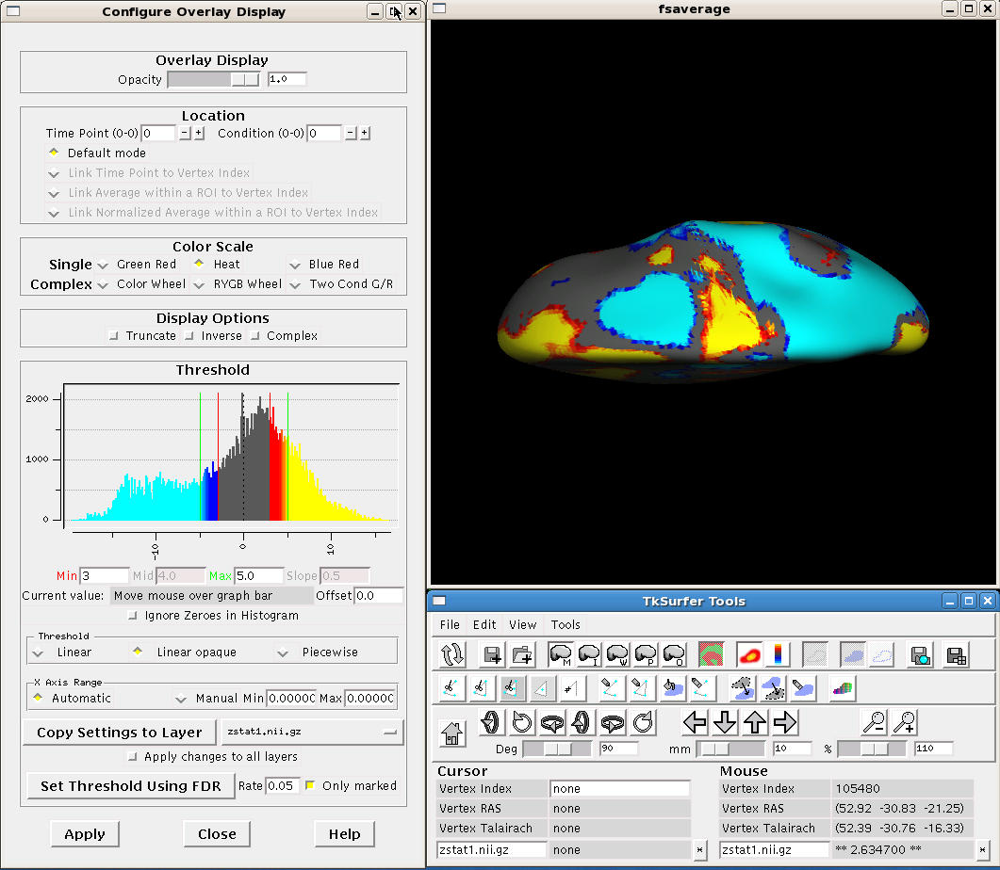 Configure Overlay Display
Overlay Display
Opacity 1.0
Location
Time Point (0-0) 0 - + Condition (0-0) 0 - +
Default mode
Link Time Point to Vertex Index
Link Average within a ROI to Vertex Index
Link Normalized Average within a ROI to Vertex Index
Color Scale
Single Green Red Heat Blue Red
Complex Color Wheel RYGB Wheel Two Cond G/R
Display Options
Truncate Inverse Complex
Threshold
2000
1000
0
-10 0 10
Min 3 Mid 4.0 Max 5.0 Slope 0.5
Current value: Move mouse over graph bar Offset 0.0
Ignore Zeroes in Histogram
Threshold
Linear Linear opaque Piecewise
X Axis Range
Automatic Manual Min 0.00000 Max 0.00000
Copy Settings to Layer zstat1.nii.gz
Apply changes to all layers
Set Threshold Using FDR Rate 0.05 Only marked
Apply Close Help
fsaverage
TkSurfer Tools
File Edit View Tools
M I W P O
Deg 90 mm 10 % 110
Cursor
Vertex Index none
Vertex RAS none
Vertex Talairach none
zstat1.nii.gz none
Mouse
Vertex Index 105480
Vertex RAS (52.92 -30.83 -21.25)
Vertex Talairach (52.39 -30.76 -16.33)
zstat1.nii.gz ** 2.634700 **